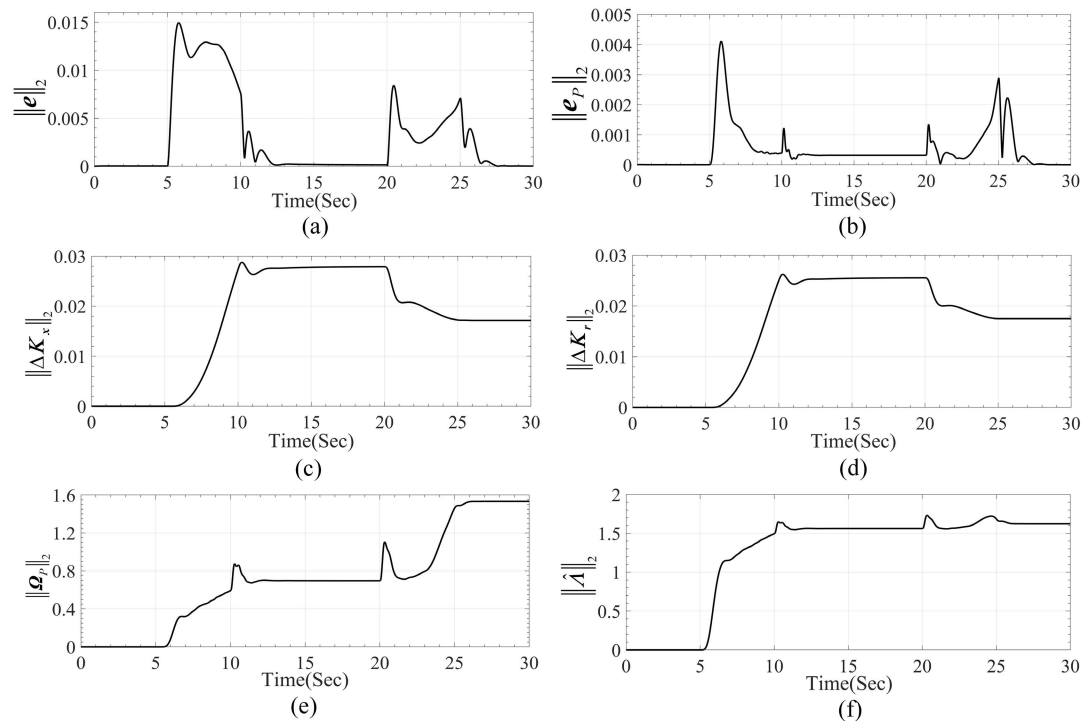 0.015
0.01
0.005
0
‖e‖₂
0 5 10 15 20 25 30
Time(Sec)
(a)
0.005
0.004
0.003
0.002
0.001
0
‖e_P‖₂
0 5 10 15 20 25 30
Time(Sec)
(b)
0.03
0.02
0.01
0
‖ΔK_x‖₂
0 5 10 15 20 25 30
Time(Sec)
(c)
0.03
0.02
0.01
0
‖ΔK_r‖₂
0 5 10 15 20 25 30
Time(Sec)
(d)
1.6
1.2
0.8
0.4
0
‖Ω_P‖₂
0 5 10 15 20 25 30
Time(Sec)
(e)
2
1.5
1
0.5
0
‖Λ̂‖₂
0 5 10 15 20 25 30
Time(Sec)
(f)